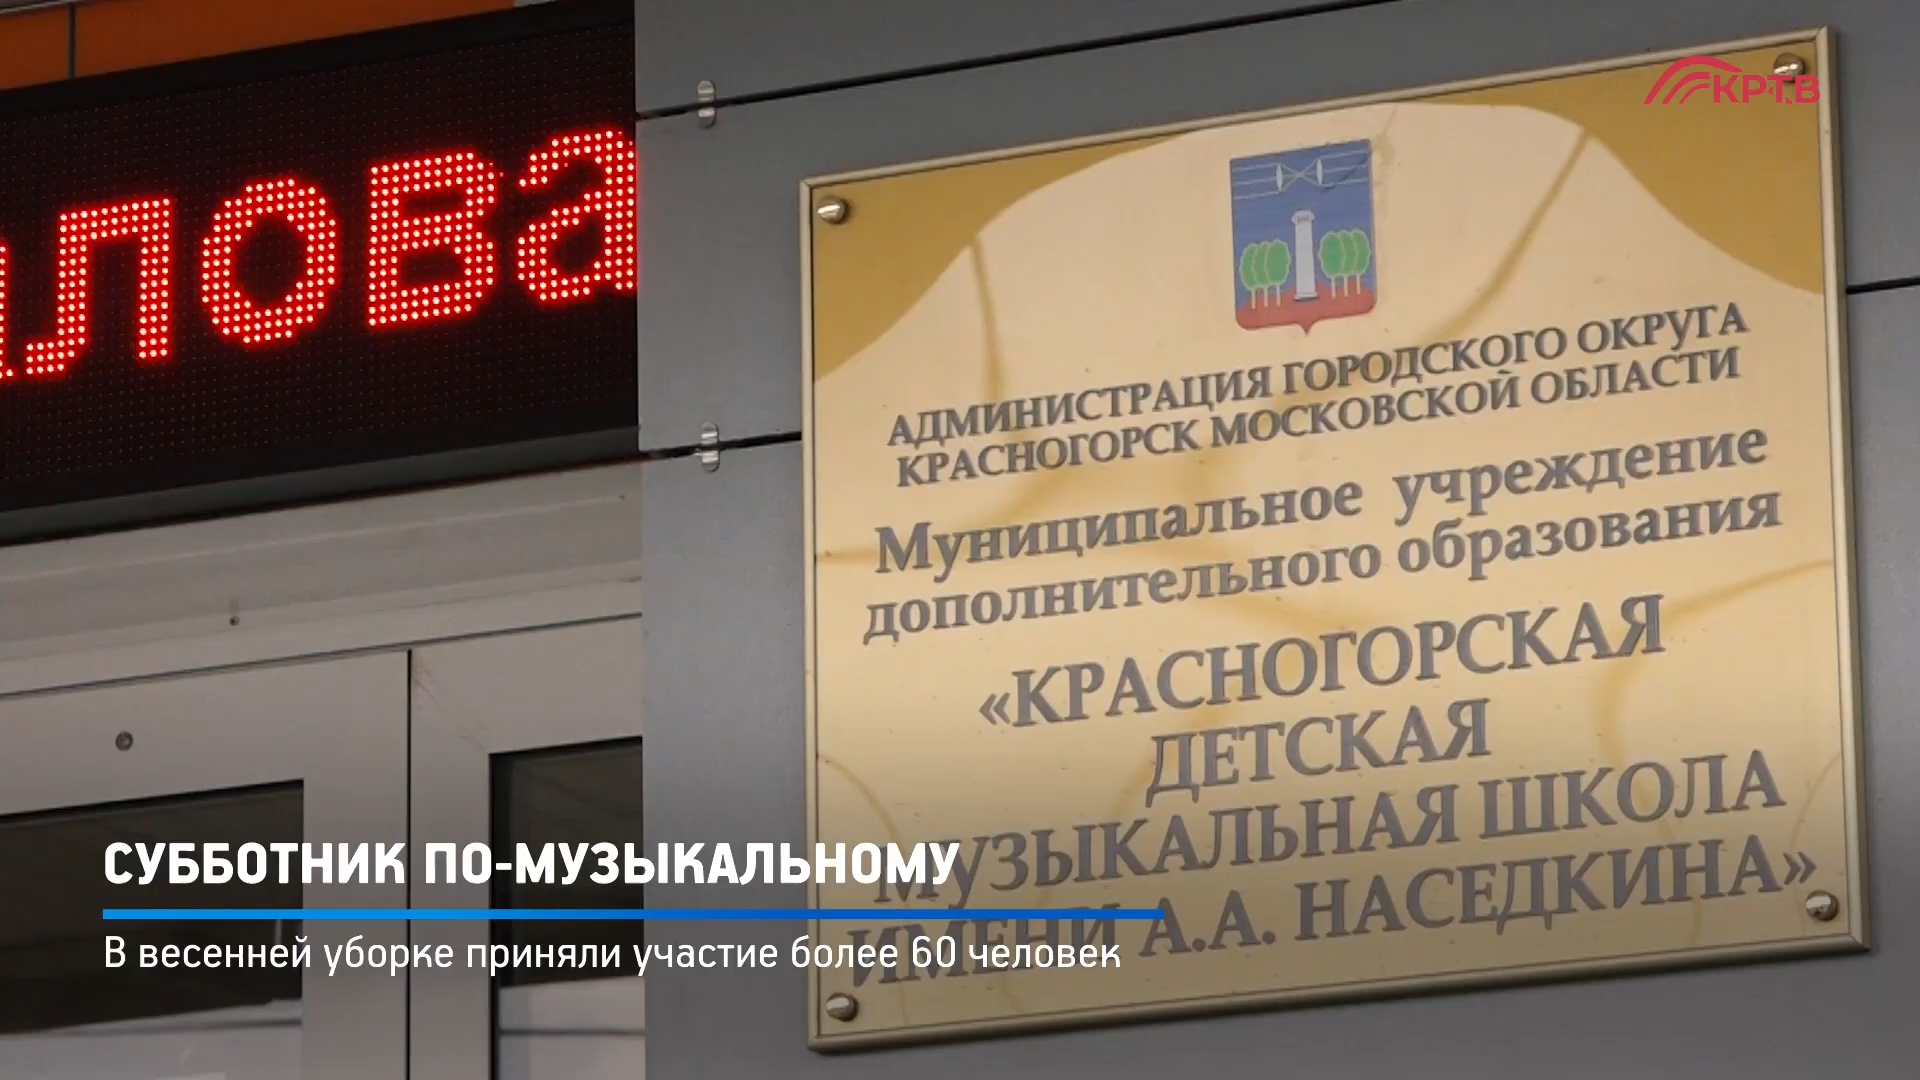 КРТВ
алова
АДМИНИСТРАЦИЯ ГОРОДСКОГО ОКРУГА
КРАСНОГОРСК МОСКОВСКОЙ ОБЛАСТИ
Муниципальное учреждение
дополнительного образования
«КРАСНОГОРСКАЯ
ДЕТСКАЯ
МУЗЫКАЛЬНАЯ ШКОЛА
ИМЕНИ А.А. НАСЕДКИНА»
СУББОТНИК ПО-МУЗЫКАЛЬНОМУ
В весенней уборке приняли участие более 60 человек